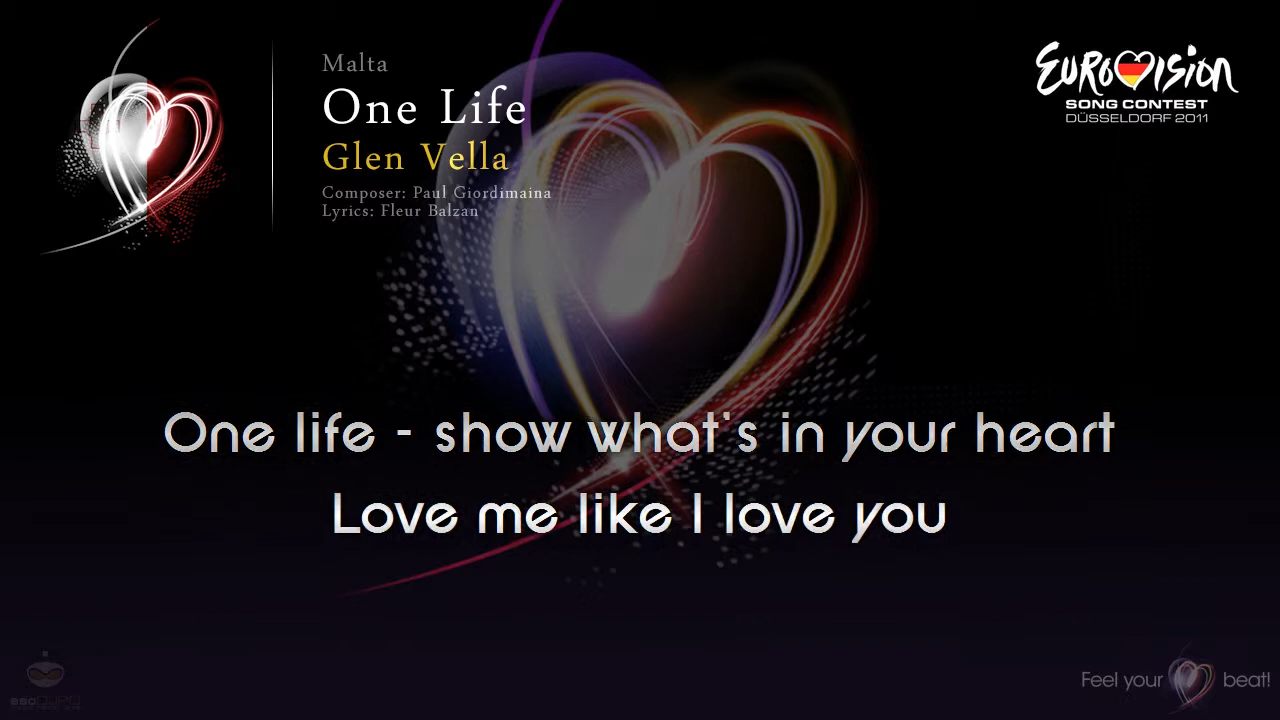 Malta
One Life
Glen Vella
Composer: Paul Giordimaina
Lyrics: Fleur Balzan
EUROVISION
SONG CONTEST
DÜSSELDORF 2011
One life - show what's in your heart
Love me like I love you
Feel your beat!